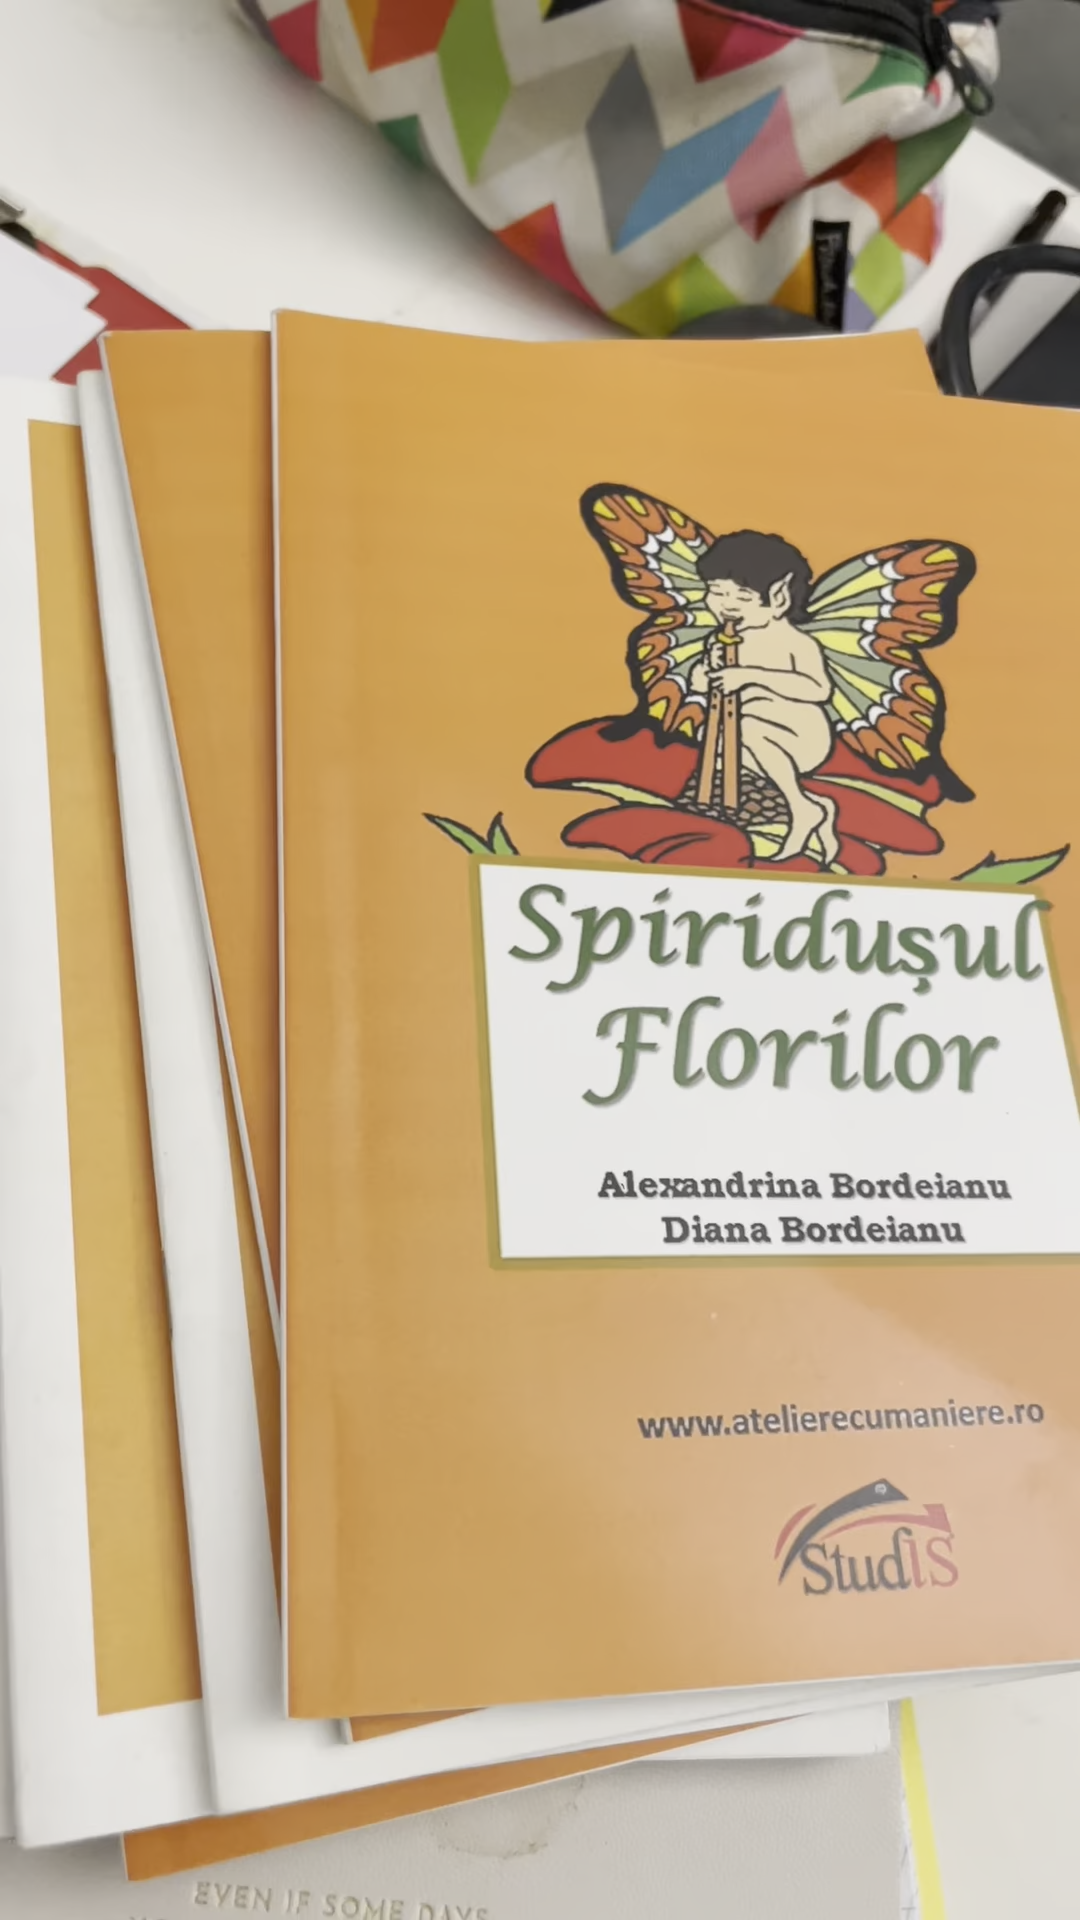 Spiridușul
Florilor
Alexandrina Bordeianu
Diana Bordeianu
www.atelierecumaniere.ro
StudIS
EVEN IF SOME DAYS